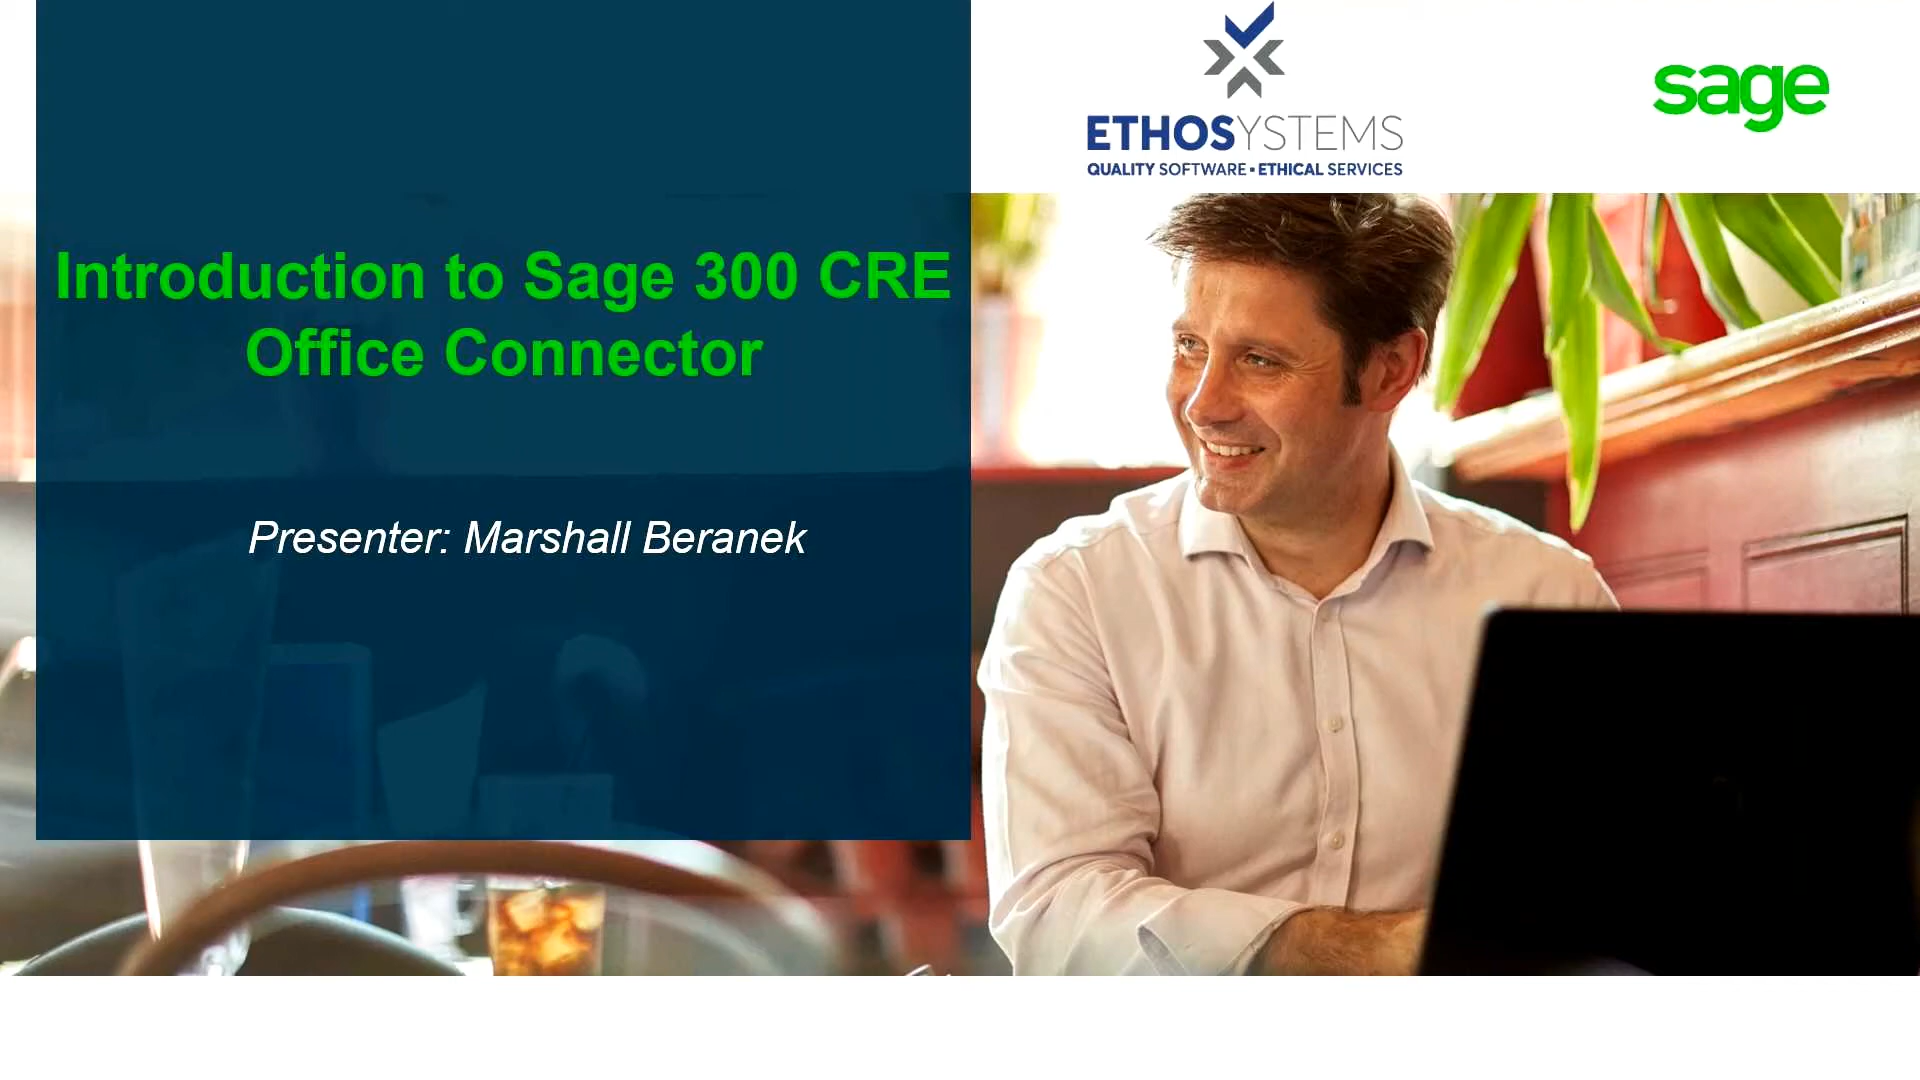 ETHOSYSTEMS
QUALITY SOFTWARE▪ETHICAL SERVICES
sage
Introduction to Sage 300 CRE
Office Connector
Presenter: Marshall Beranek